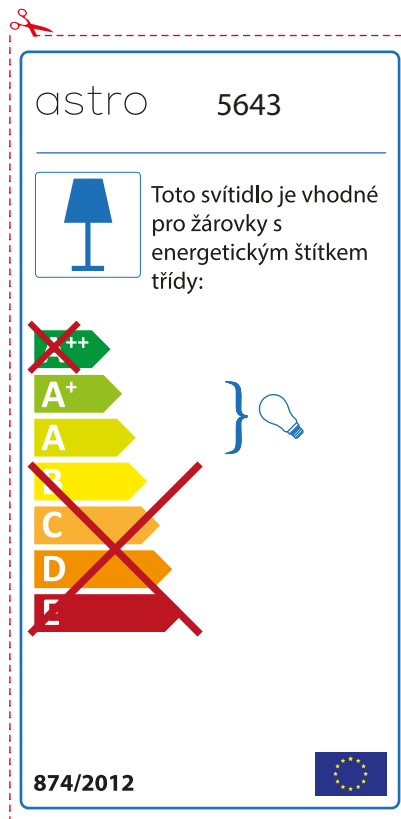 astro 5643
Toto svítidlo je vhodné
pro žárovky s
energetickým štítkem
třídy:
A++
A+
A
B
C
D
E
874/2012